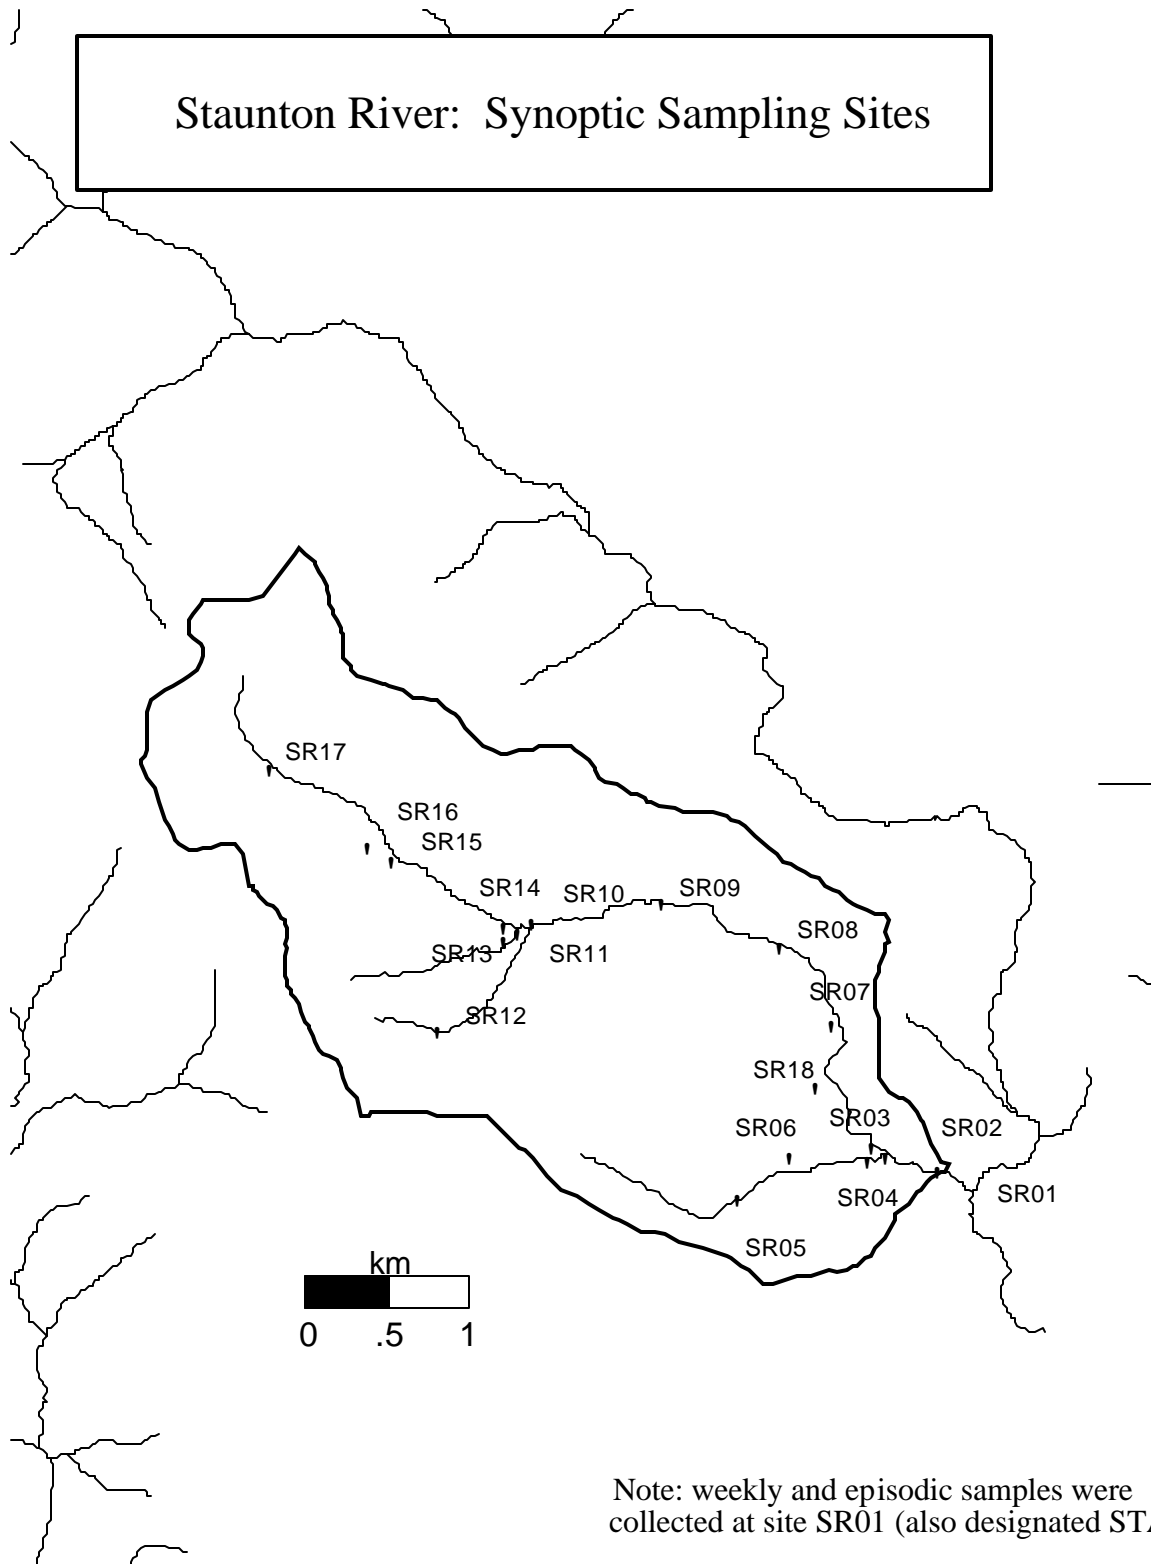 Staunton River: Synoptic Sampling Sites
SR17
SR16
SR15
SR14
SR10
SR09
SR08
SR13
SR11
SR07
SR12
SR18
SR03
SR02
SR06
SR04
SR01
SR05
km
0 .5 1
Note: weekly and episodic samples were
collected at site SR01 (also designated